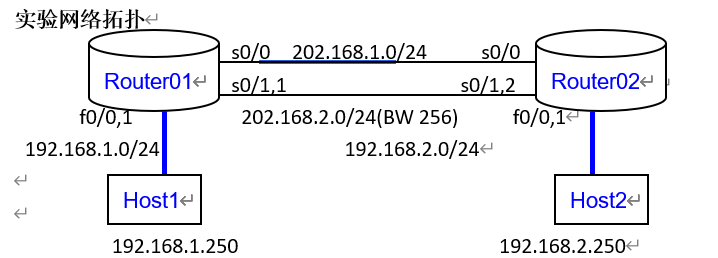 实验网络拓扑
s0/0 202.168.1.0/24 s0/0
Router01 Router02
s0/1,1 s0/1,2
f0/0,1 202.168.2.0/24(BW 256) f0/0,1
192.168.1.0/24 192.168.2.0/24
Host1 Host2
192.168.1.250 192.168.2.250